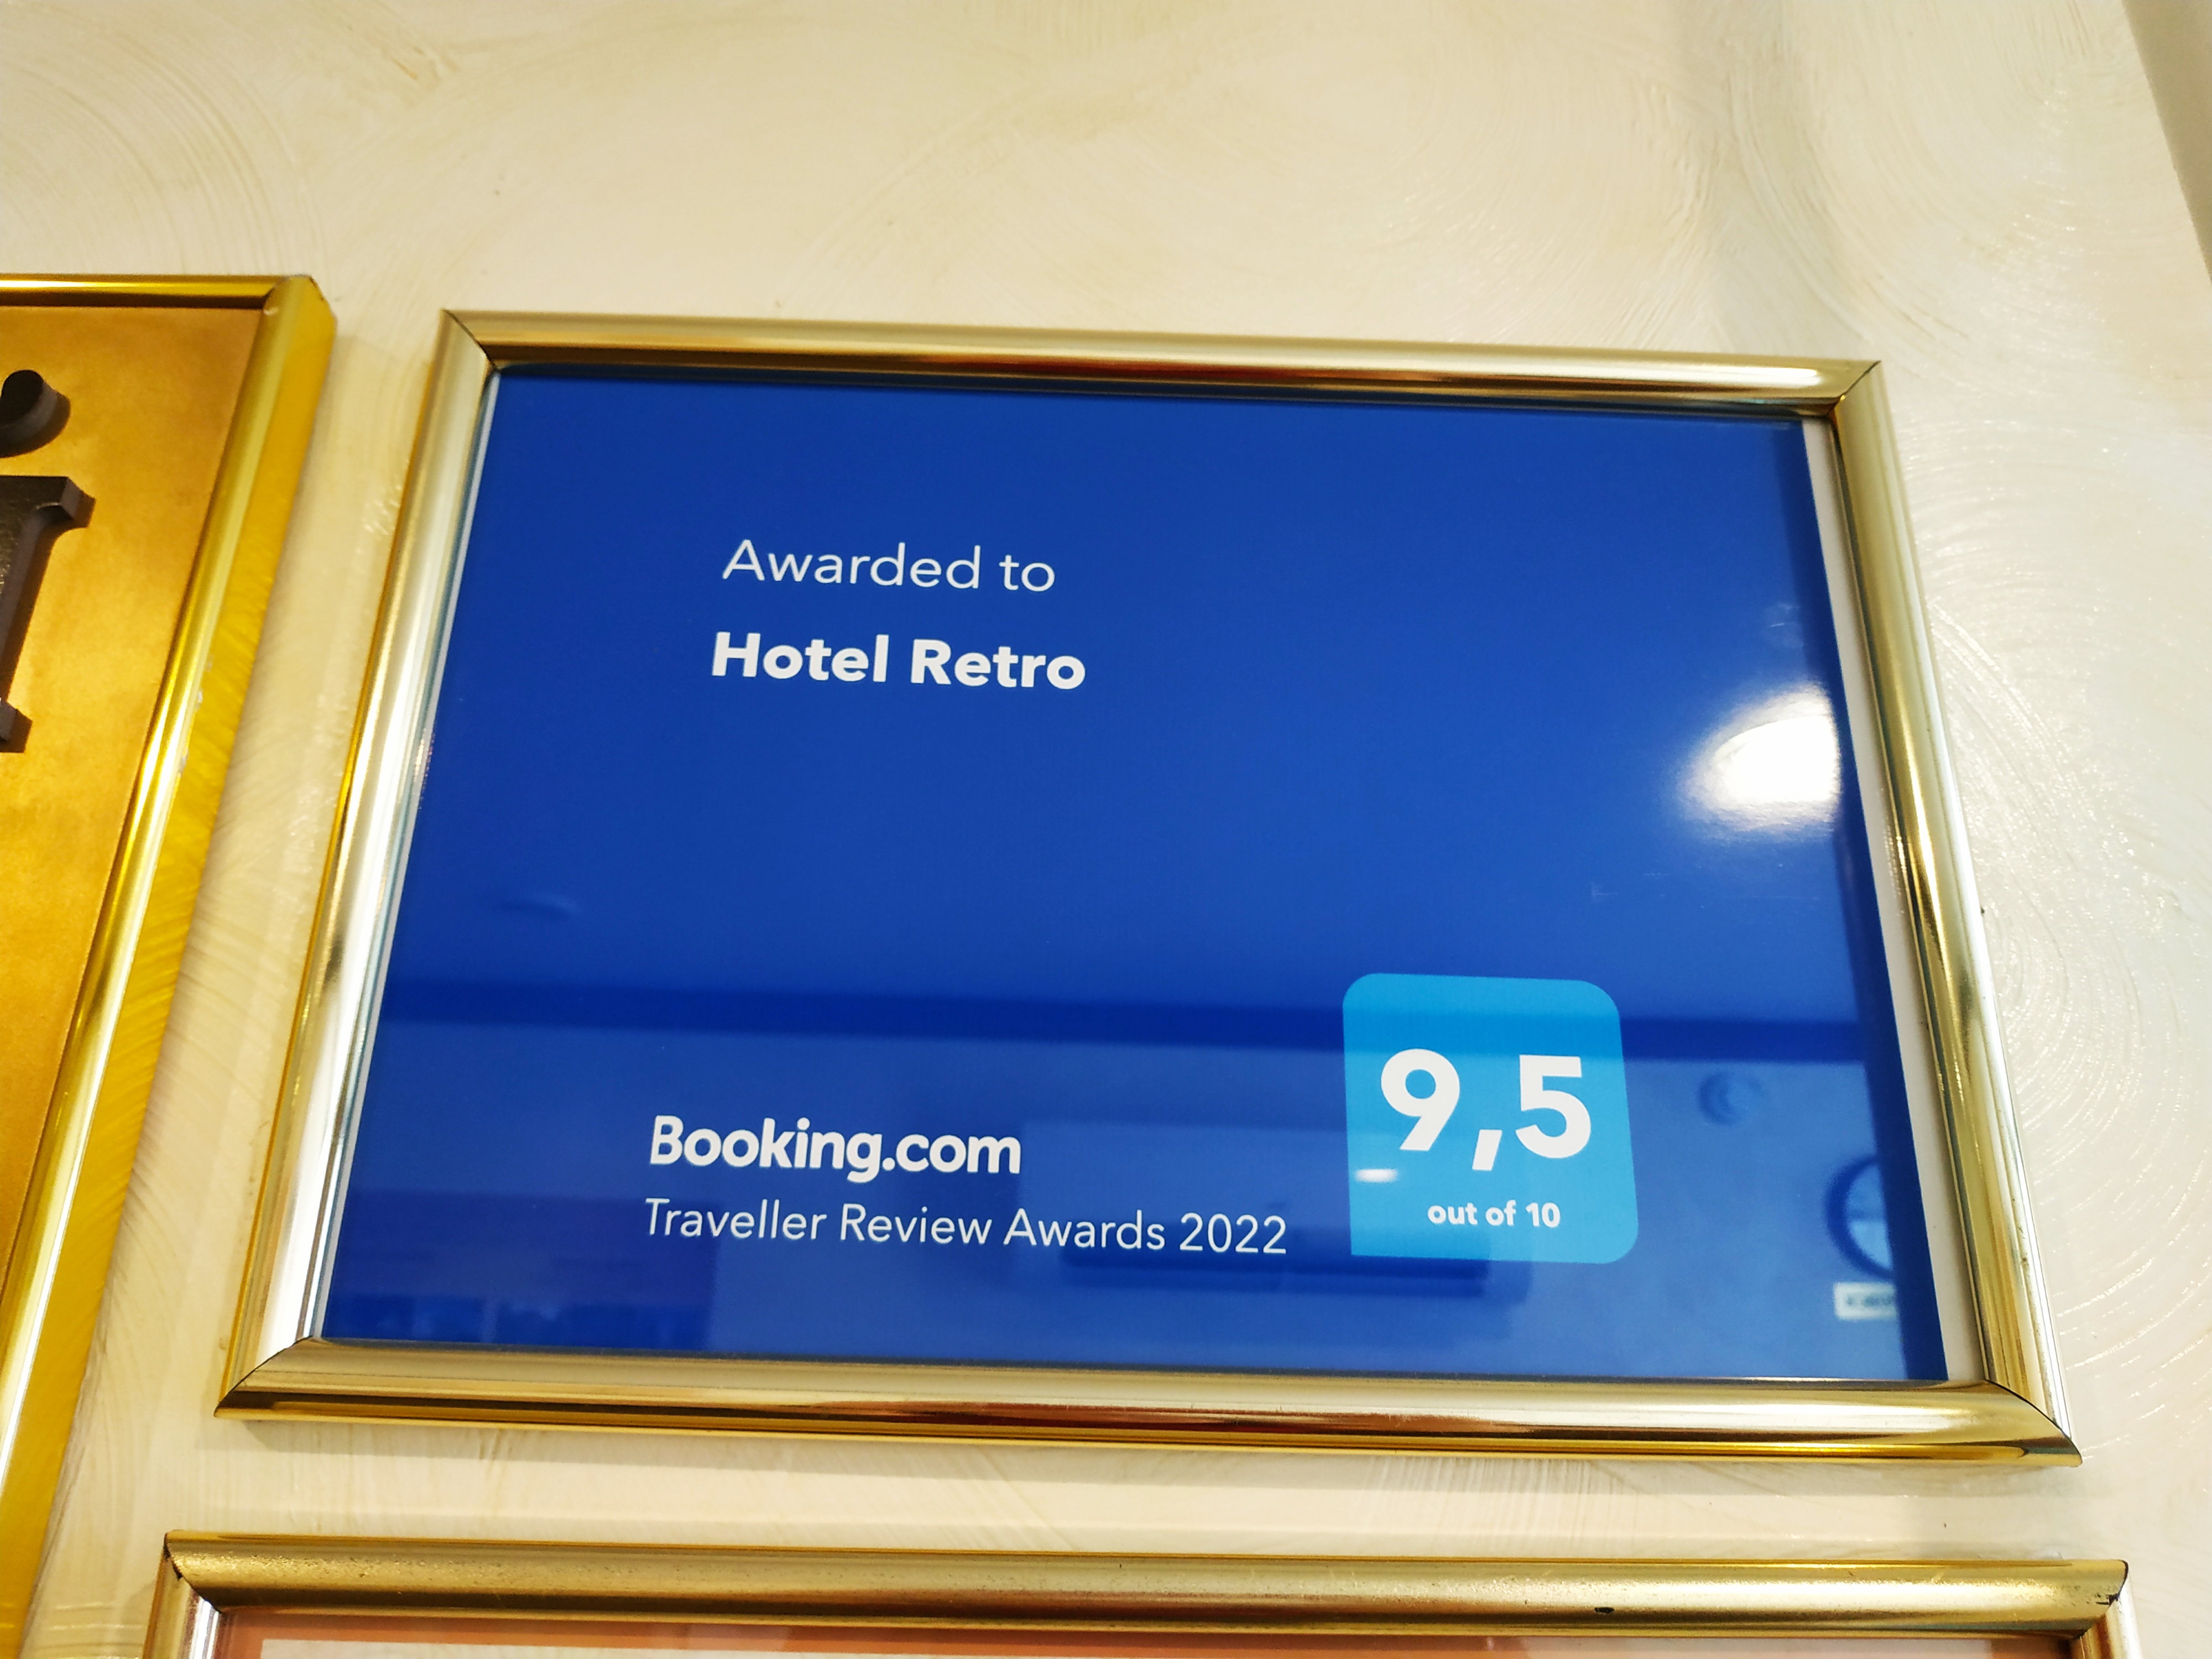 Awarded to
Hotel Retro
Booking.com
Traveller Review Awards 2022
9,5
out of 10